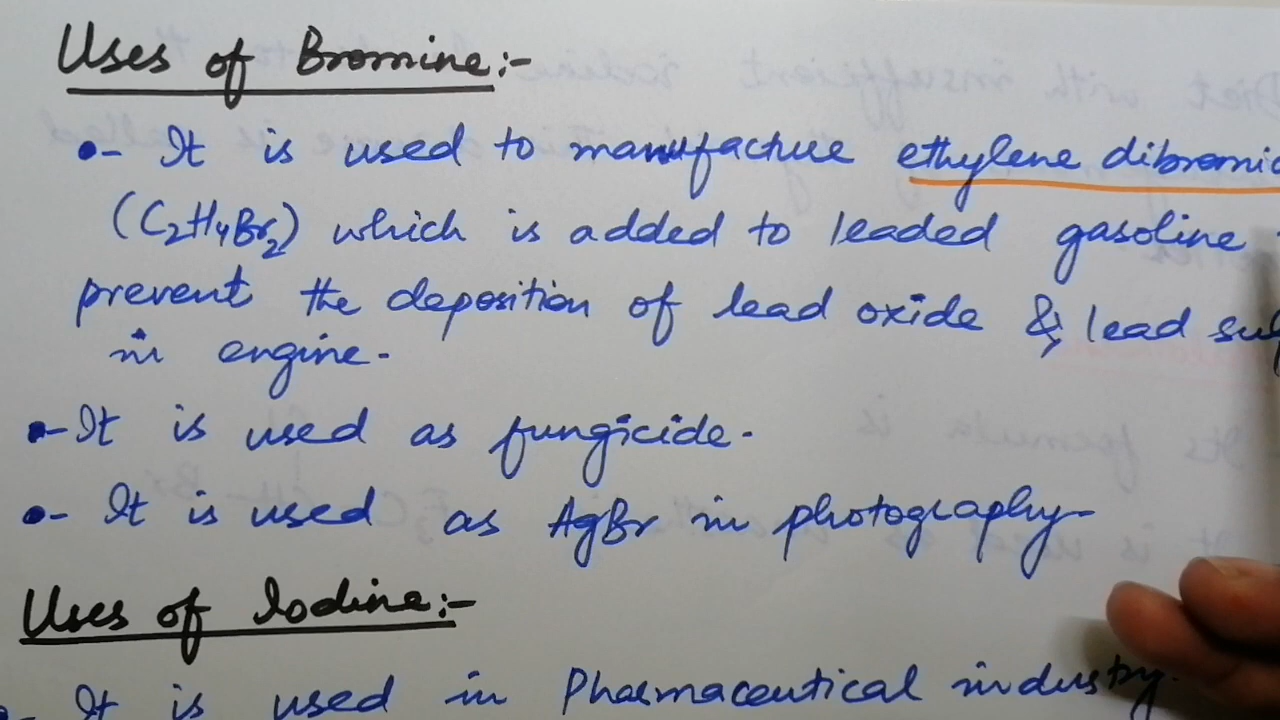 Uses of Bromine:-
•- It is used to manufacture ethylene dibromid
(C₂H₄Br₂) which is added to leaded gasoline
prevent the deposition of lead oxide & lead sul
in engine.
•- It is used as fungicide.
•- It is used as AgBr in photography
Uses of Iodine:-
•- It is used in Pharmaceutical industry.